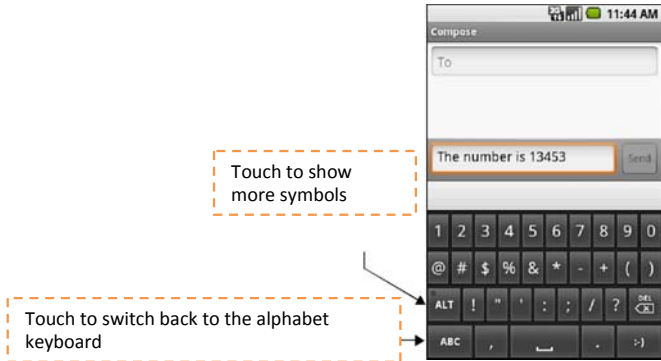 3G 11:44 AM
Compose
To
The number is 13453 Send
Touch to show
more symbols
1 2 3 4 5 6 7 8 9 0
@ # $ % & * - + ( )
ALT ! " ' : ; / ? DEL
Touch to switch back to the alphabet
keyboard
ABC , . :-)